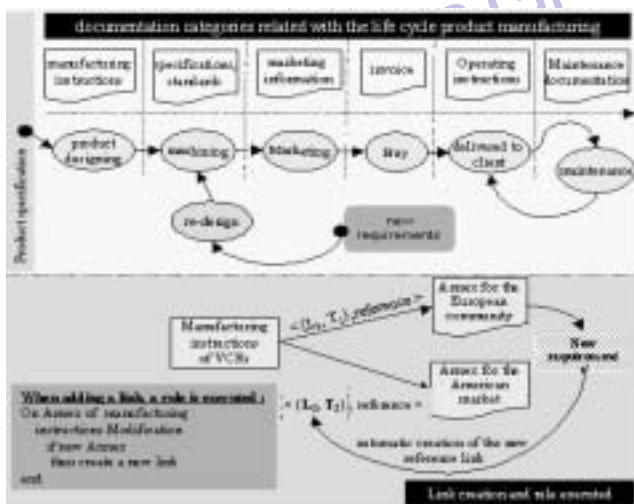 documentation categories related with the life cycle product manufacturing
manufacturing
instructions
specifications,
standards
marketing
information
invoice
Operating
instructions
Maintenance
documentation
Product specification
product
designing
machining
Marketing
Buy
delivered to
client
maintenance
re-design
new
requirements
Manufacturing
instructions
of VCRs
reference >
Annex for the
European
community
New
requirement
Annex for the
American
market
reference
When adding a link, a rule is executed :
On Annex of manufacturing
instructions Modification
if new Annex
then create a new link
end
automatic creation of the new
reference link
Link creation and rule executed